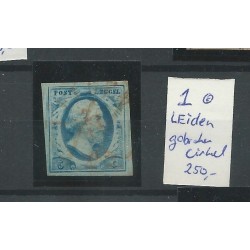 POST ZEGEL
1 ©
LEiden
gebroken
cirkel
250,-